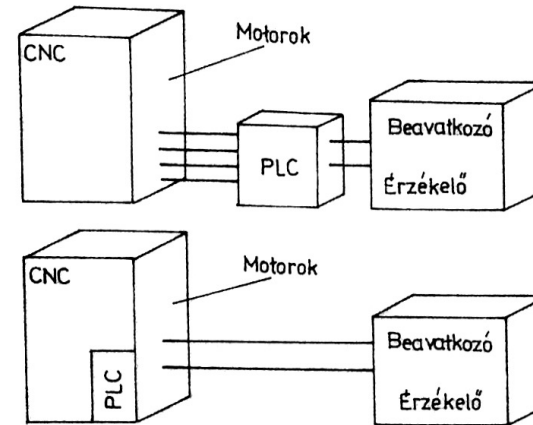 CNC
Motorok
PLC
Beavatkozó
Érzékelő
CNC
Motorok
PLC
Beavatkozó
Érzékelő